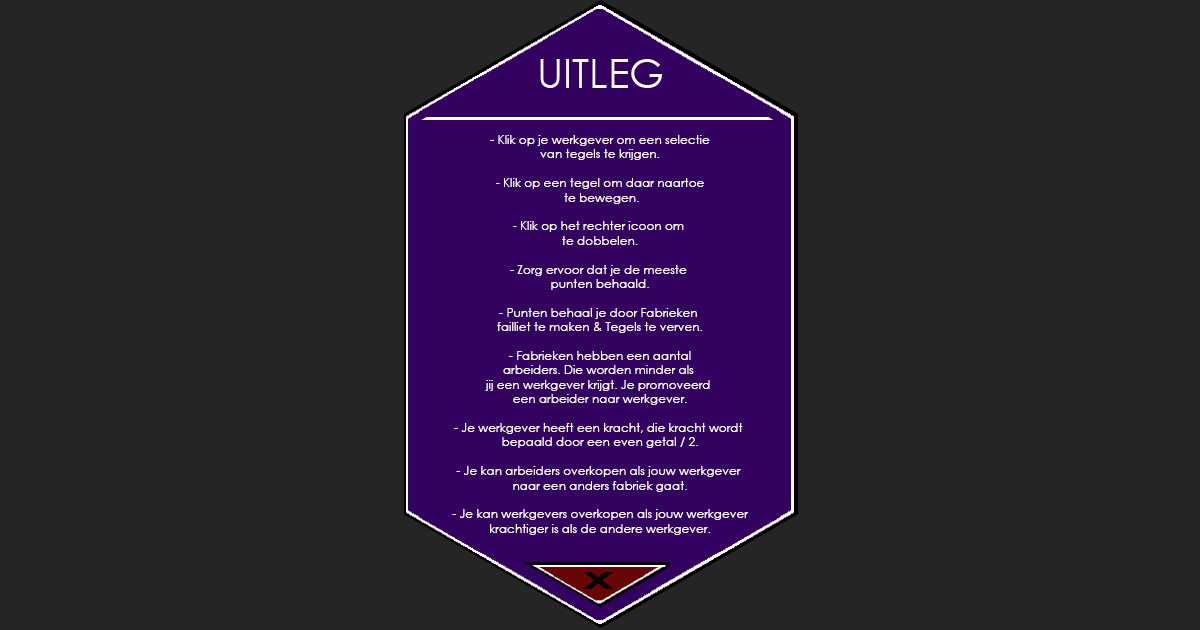 UITLEG
- Klik op je werkgever om een selectie
van tegels te krijgen.
- Klik op een tegel om daar naartoe
te bewegen.
- Klik op het rechter icoon om
te dobbelen.
- Zorg ervoor dat je de meeste
punten behaald.
- Punten behaal je door Fabrieken
failliet te maken & Tegels te verven.
- Fabrieken hebben een aantal
arbeiders. Die worden minder als
jij een werkgever krijgt. Je promoveerd
een arbeider naar werkgever.
- Je werkgever heeft een kracht, die kracht wordt
bepaald door een even getal / 2.
- Je kan arbeiders overkopen als jouw werkgever
naar een anders fabriek gaat.
- Je kan werkgevers overkopen als jouw werkgever
krachtiger is als de andere werkgever.
X